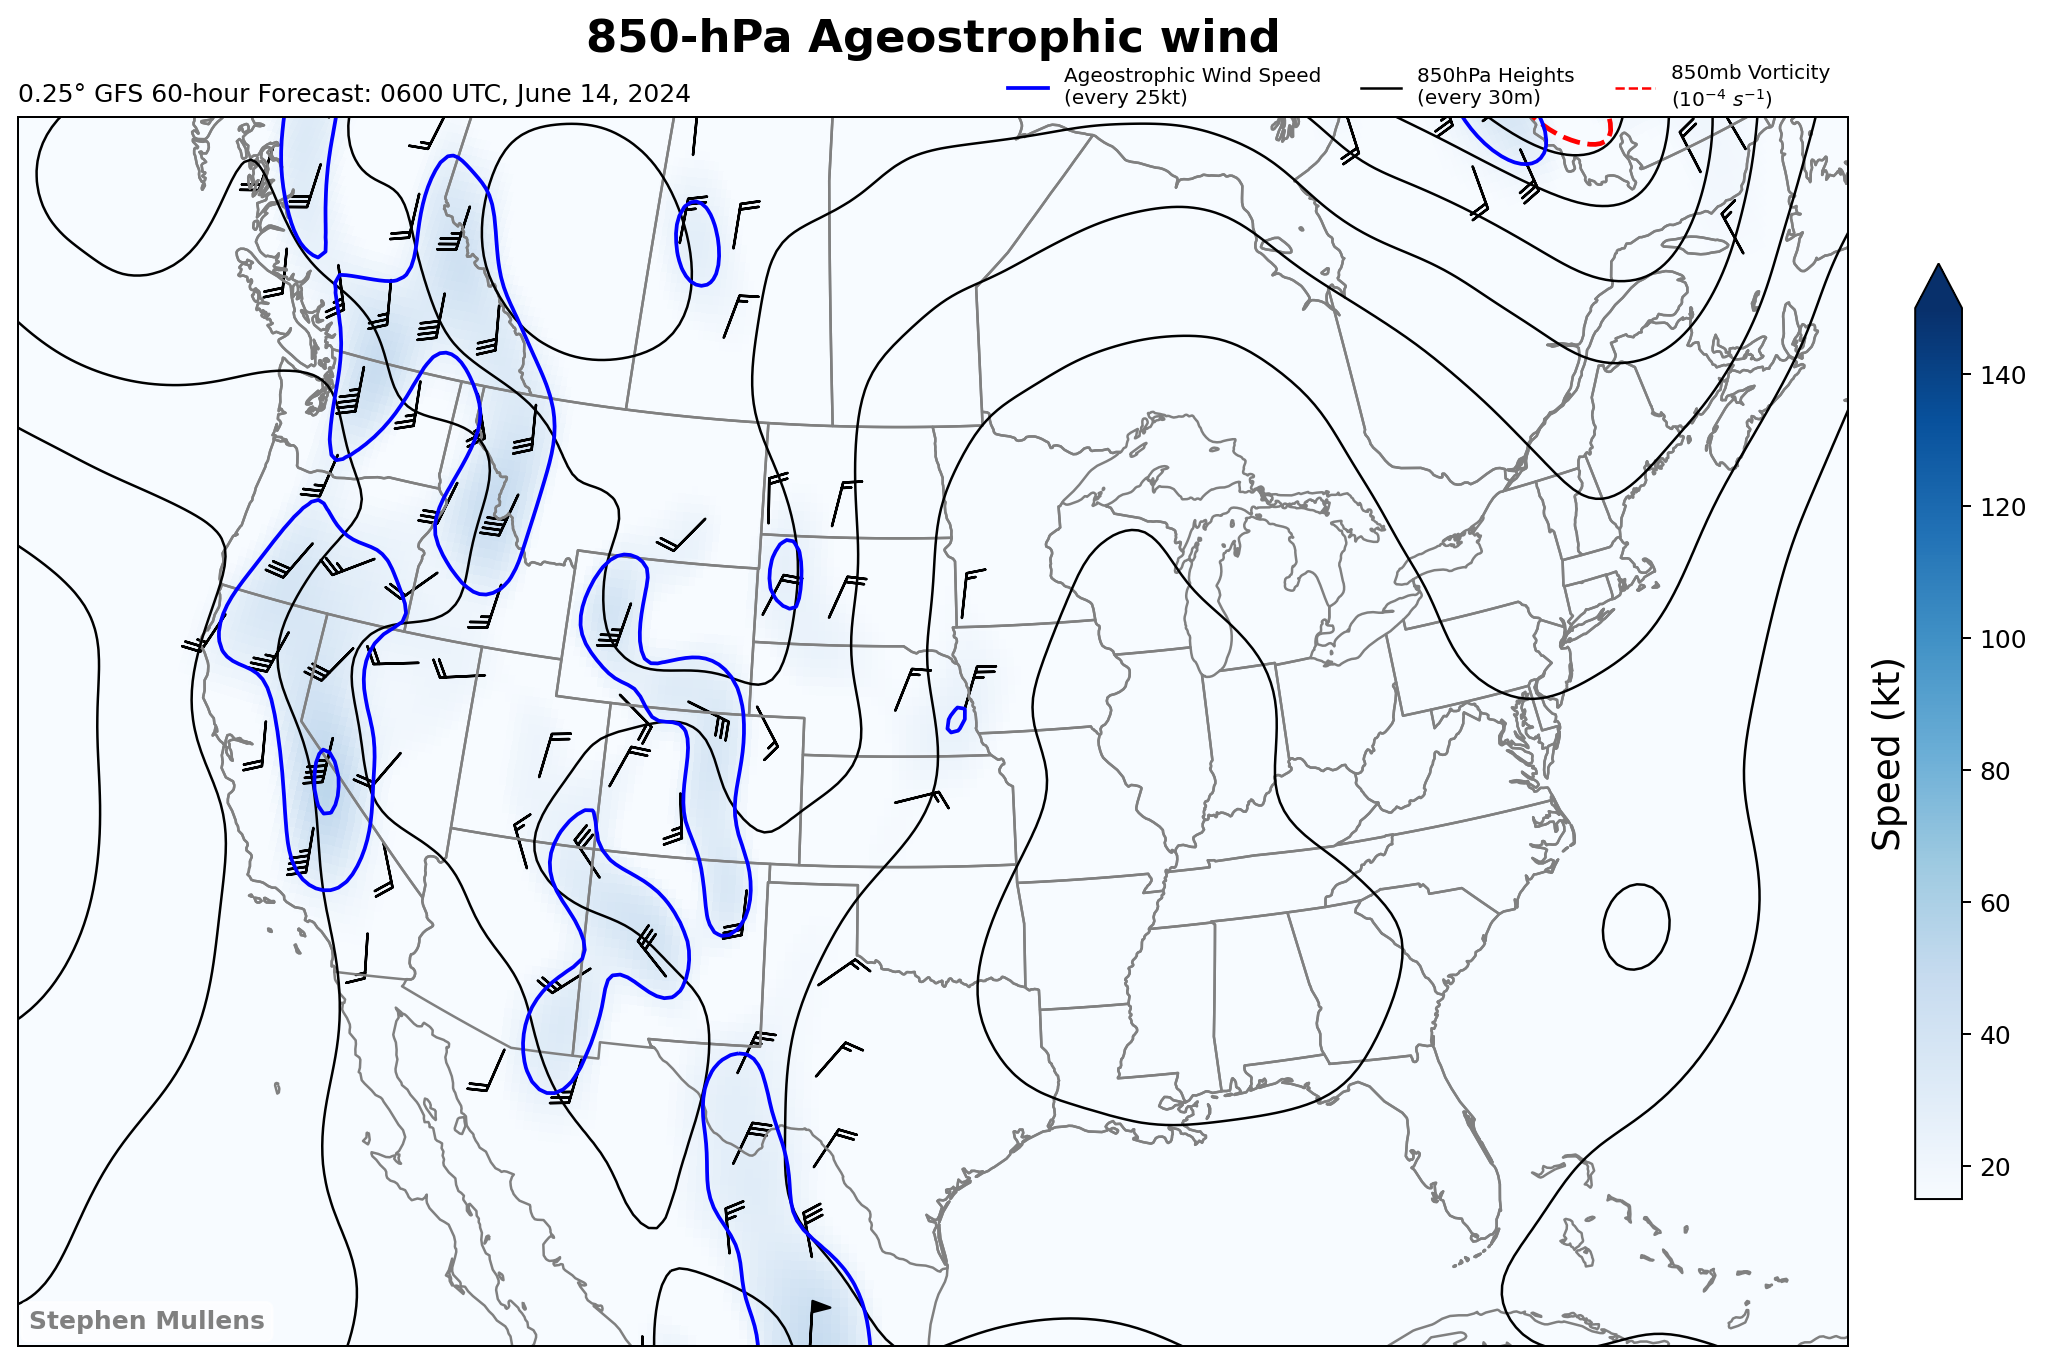 850-hPa Ageostrophic wind
0.25° GFS 60-hour Forecast: 0600 UTC, June 14, 2024
Ageostrophic Wind Speed
(every 25kt)
850hPa Heights
(every 30m)
850mb Vorticity
(10⁻⁴ s⁻¹)
140
120
100
80
60
40
20
Speed (kt)
Stephen Mullens